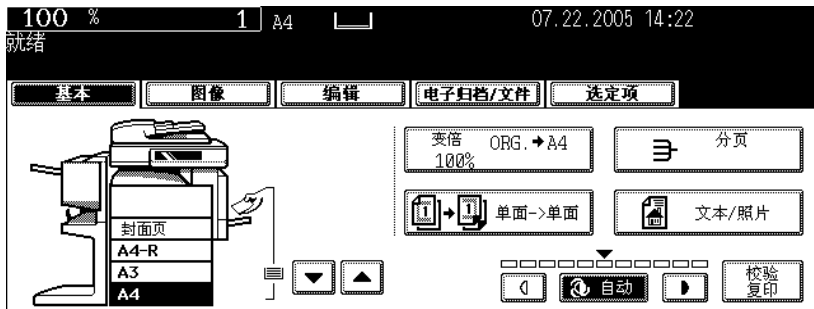 100 % 1 A4 07.22.2005 14:22
就绪
基本 图像 编辑 电子归档/文件 选定项
变倍 ORG.➔A4
100%
分页
1➔1 单面->单面
文本/照片
封面页
A4-R
A3
A4
自动
校验
复印